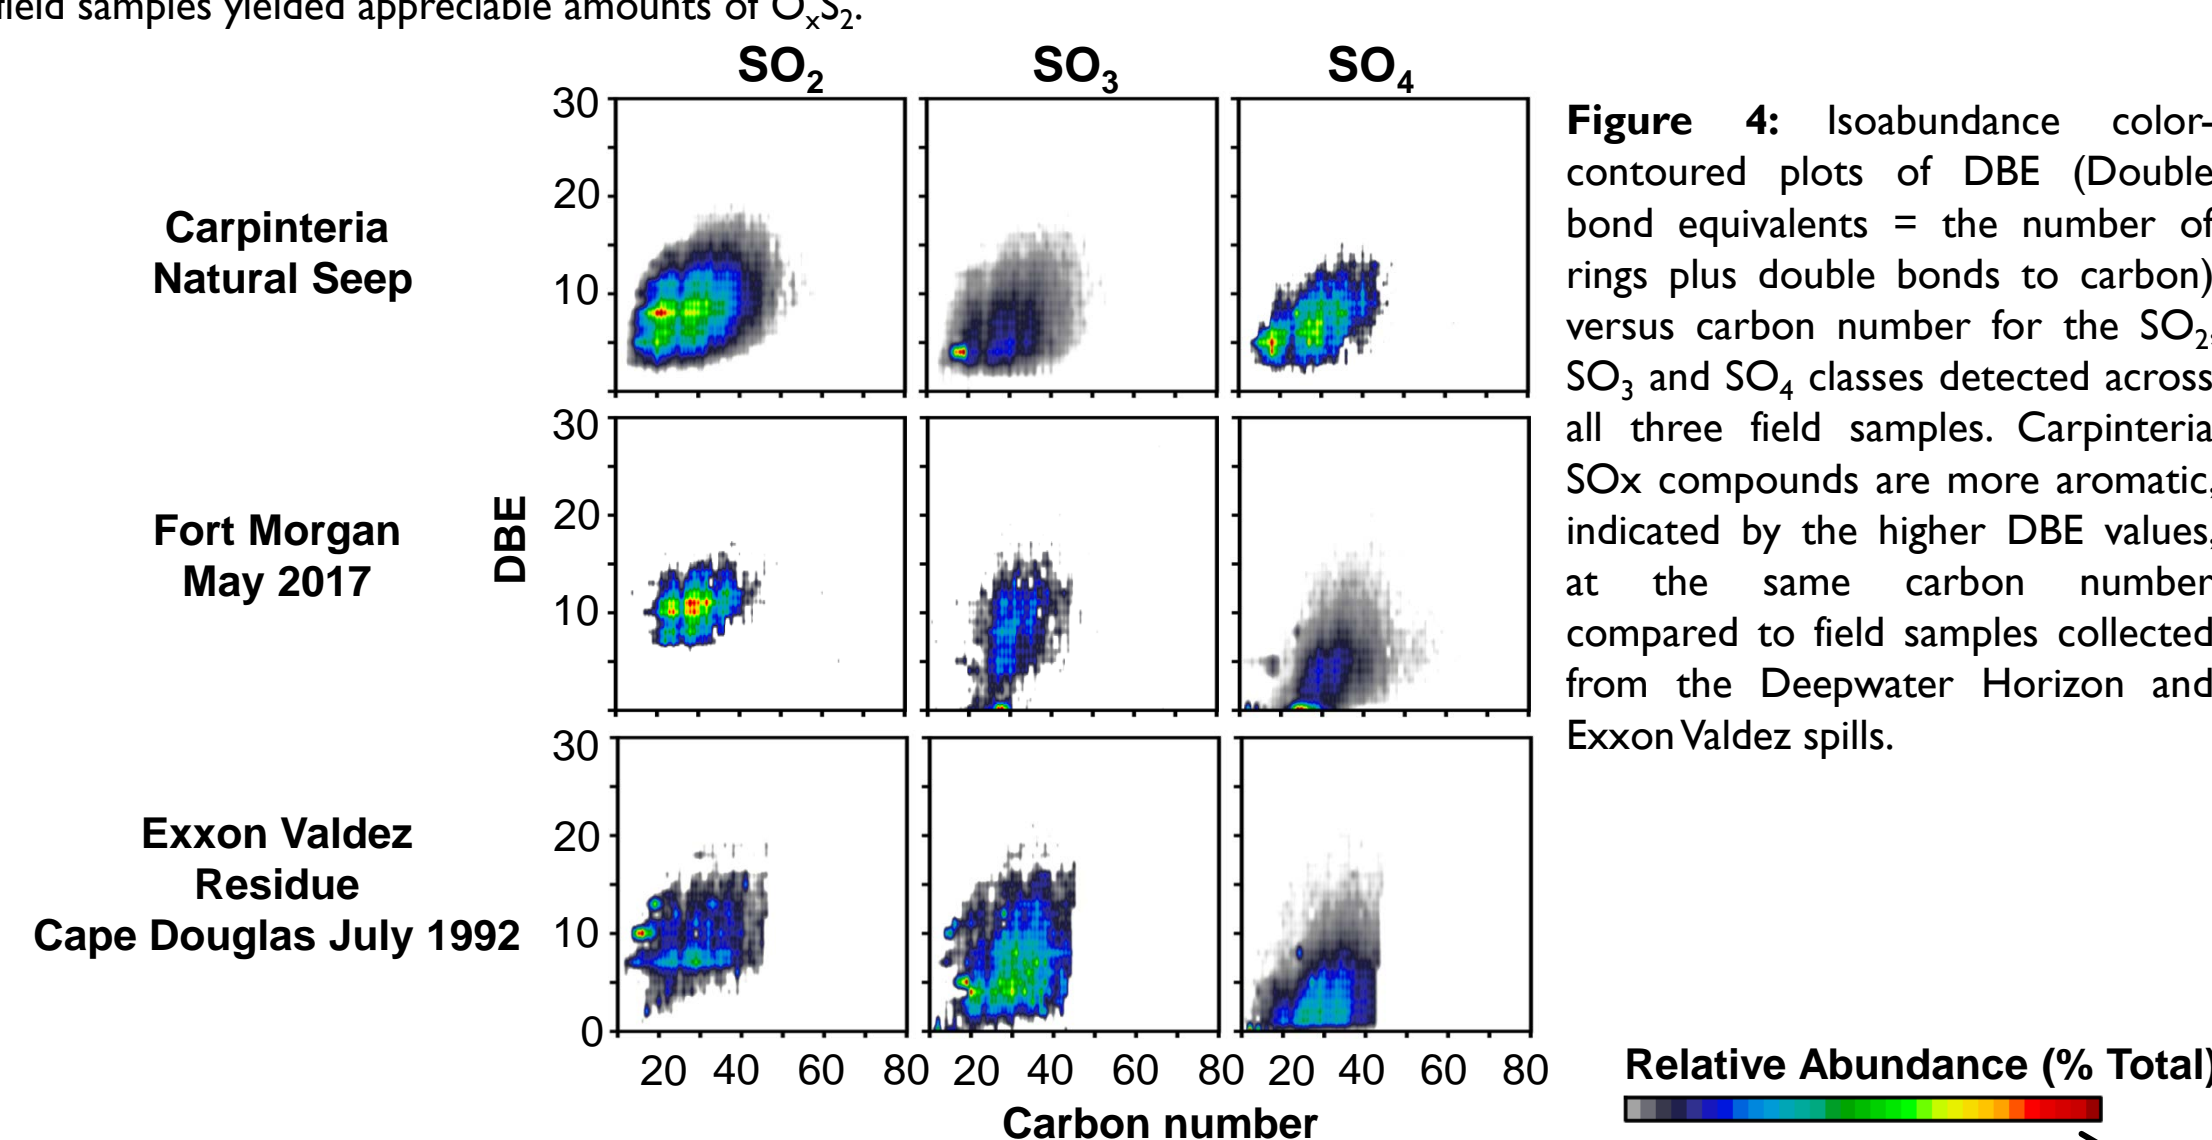 field samples yielded appreciable amounts of OₓS₂.
SO₂ SO₃ SO₄
Carpinteria
Natural Seep
30
20
10
Fort Morgan
May 2017
DBE
30
20
10
Exxon Valdez
Residue
Cape Douglas July 1992
30
20
10
0
20 40 60 80 20 40 60 80 20 40 60 80
Carbon number
Figure 4: Isoabundance color-
contoured plots of DBE (Double
bond equivalents = the number of
rings plus double bonds to carbon)
versus carbon number for the SO₂,
SO₃ and SO₄ classes detected across
all three field samples. Carpinteria
SOx compounds are more aromatic,
indicated by the higher DBE values,
at the same carbon number
compared to field samples collected
from the Deepwater Horizon and
Exxon Valdez spills.
Relative Abundance (% Total)